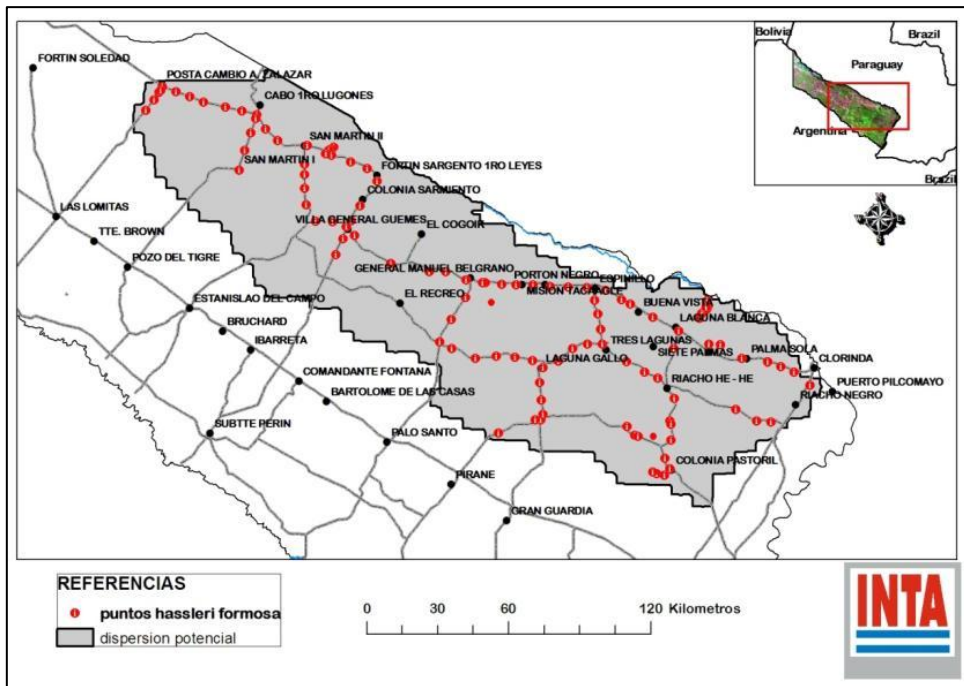 Bolivia
Brazil
Paraguay
Argentina
Brazil
FORTIN SOLEDAD
POSTA CAMBIO A. ZALAZAR
CABO 1RO LUGONES
SAN MARTIN II
SAN MARTIN I
FORTIN SARGENTO 1RO LEYES
COLONIA SARMIENTO
LAS LOMITAS
VILLA GENERAL GUEMES
TTE. BROWN
EL COGOIR
POZO DEL TIGRE
GENERAL MANUEL BELGRANO
PORTON NEGRO
ESPINILLO
MISION TACAAGLE
ESTANISLAO DEL CAMPO
EL RECREO
BUENA VISTA
BRUCHARD
LAGUNA BLANCA
IBARRETA
TRES LAGUNAS
SIETE PALMAS
PALMA SOLA
LAGUNA GALLO
CLORINDA
COMANDANTE FONTANA
RIACHO HE - HE
PUERTO PILCOMAYO
BARTOLOME DE LAS CASAS
RIACHO NEGRO
SUBTTE PERIN
PALO SANTO
COLONIA PASTORIL
PIRANE
GRAN GUARDIA
REFERENCIAS
puntos hassleri formosa
dispersion potencial
0 30 60 120 Kilometros
INTA